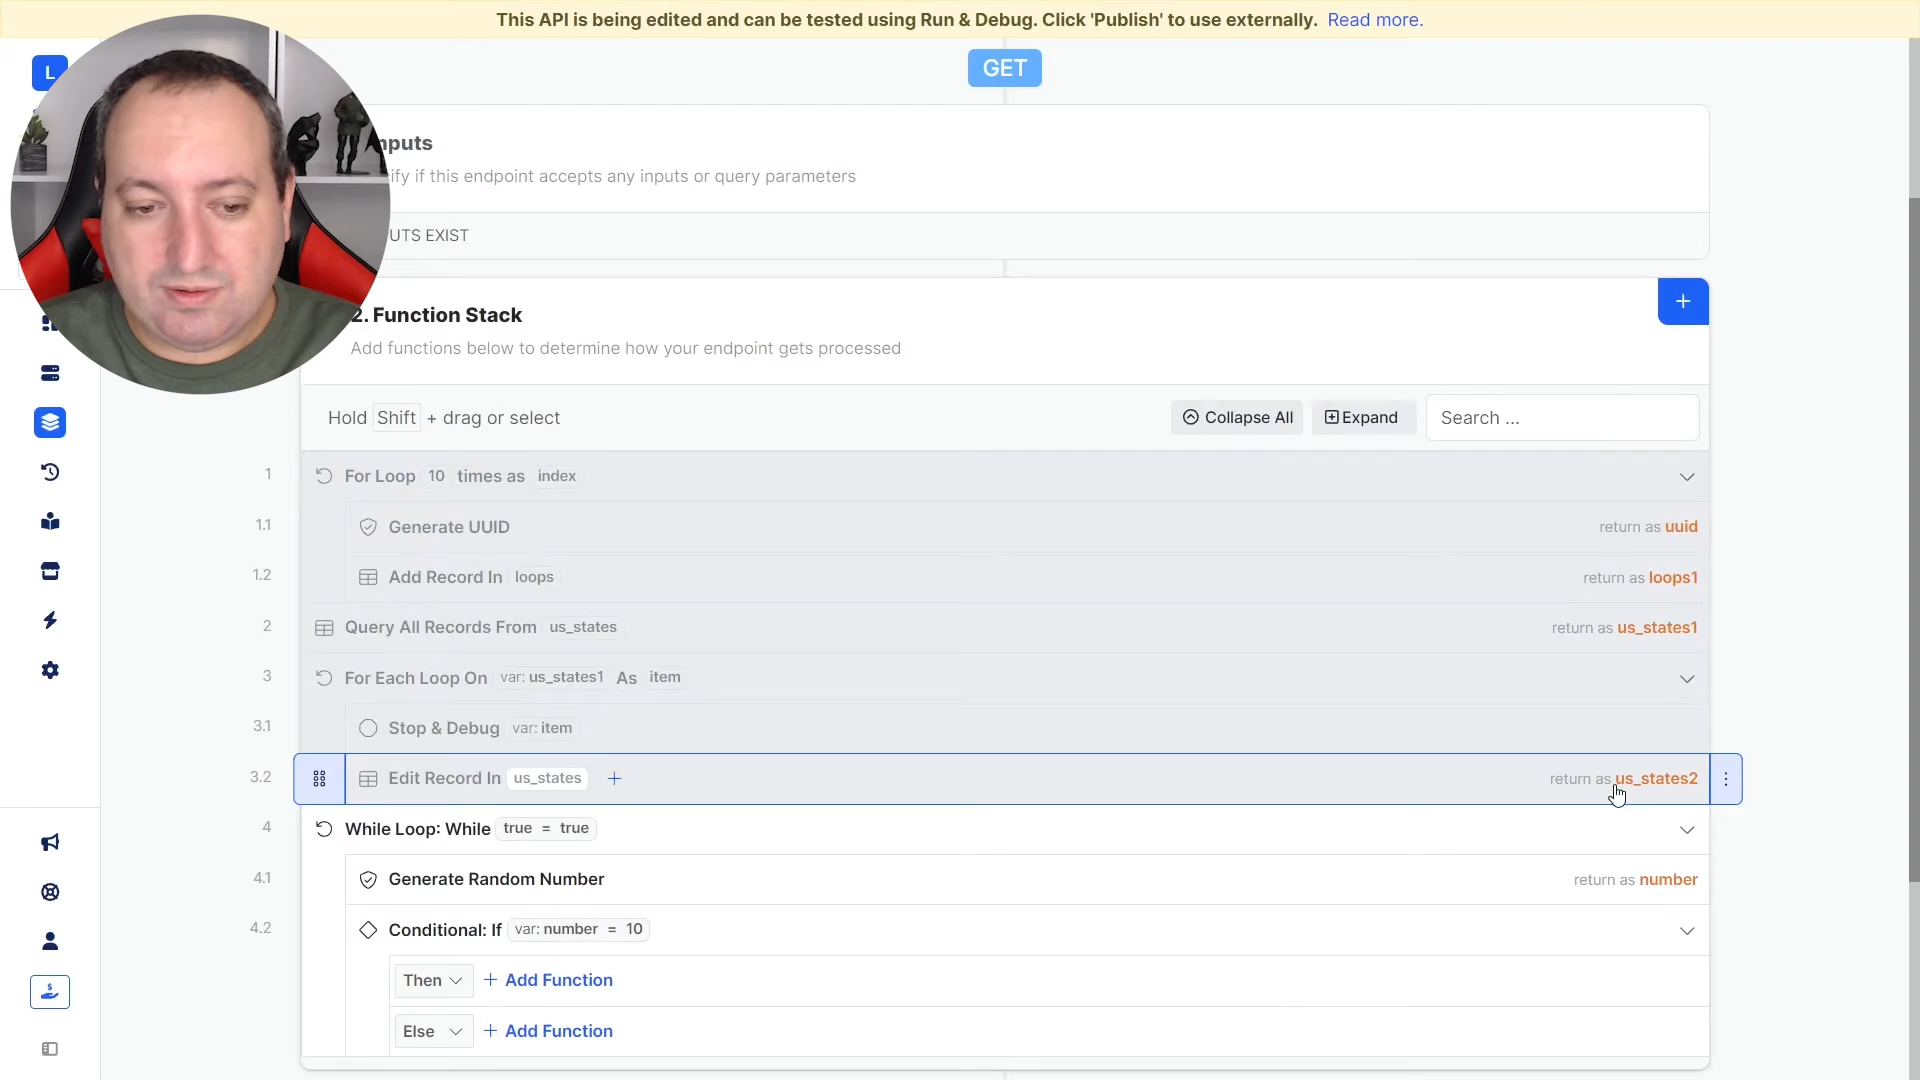 This API is being edited and can be tested using Run & Debug. Click 'Publish' to use externally. Read more.
L
GET
nputs
ify if this endpoint accepts any inputs or query parameters
PUTS EXIST
2. Function Stack
Add functions below to determine how your endpoint gets processed
Hold Shift + drag or select
Collapse All
Expand
Search ...
1 For Loop 10 times as index
1.1 Generate UUID return as uuid
1.2 Add Record In loops return as loops1
2 Query All Records From us_states return as us_states1
3 For Each Loop On var: us_states1 As item
3.1 Stop & Debug var: item
3.2 Edit Record In us_states + return as us_states2
4 While Loop: While true = true
4.1 Generate Random Number return as number
4.2 Conditional: If var: number = 10
Then + Add Function
Else + Add Function